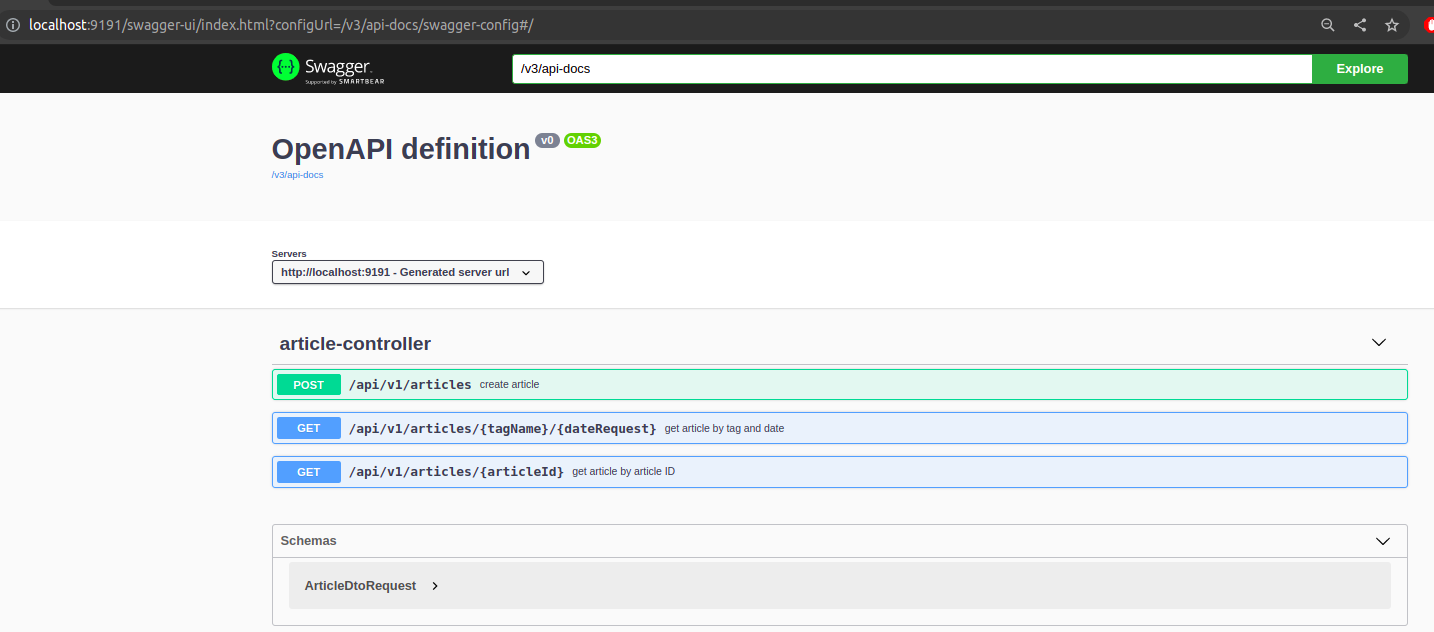 localhost:9191/swagger-ui/index.html?configUrl=/v3/api-docs/swagger-config#/
{···} Swagger.
Supported by SMARTBEAR
/v3/api-docs
Explore
OpenAPI definition v0 OAS3
/v3/api-docs
Servers
http://localhost:9191 - Generated server url
article-controller
POST /api/v1/articles create article
GET /api/v1/articles/{tagName}/{dateRequest} get article by tag and date
GET /api/v1/articles/{articleId} get article by article ID
Schemas
ArticleDtoRequest